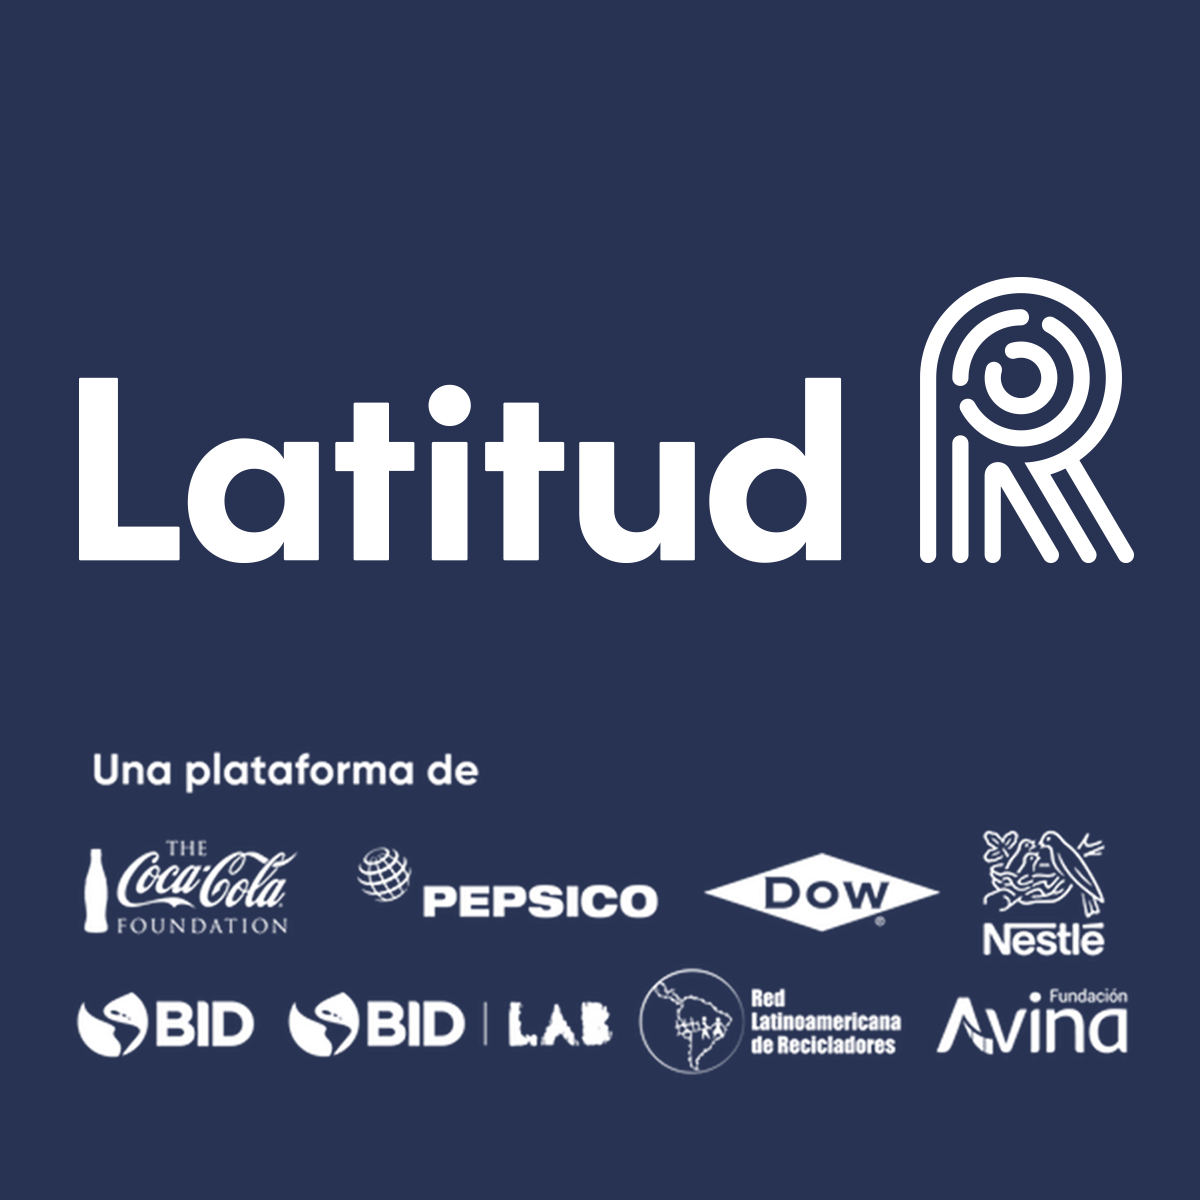 Latitud R
Una plataforma de
THE
Coca-Cola
FOUNDATION
PEPSICO
Dow
®
Nestlé
BID
BID | LAB
Red
Latinoamericana
de Recicladores
Fundación
Avina